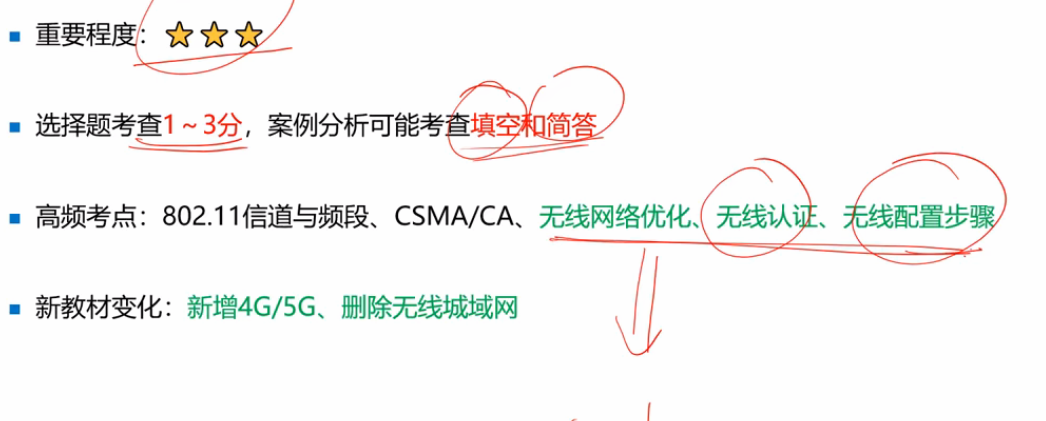 重要程度：⭐⭐⭐
选择题考查1～3分，案例分析可能考查填空和简答
高频考点：802.11信道与频段、CSMA/CA、无线网络优化、无线认证、无线配置步骤
新教材变化：新增4G/5G、删除无线城域网